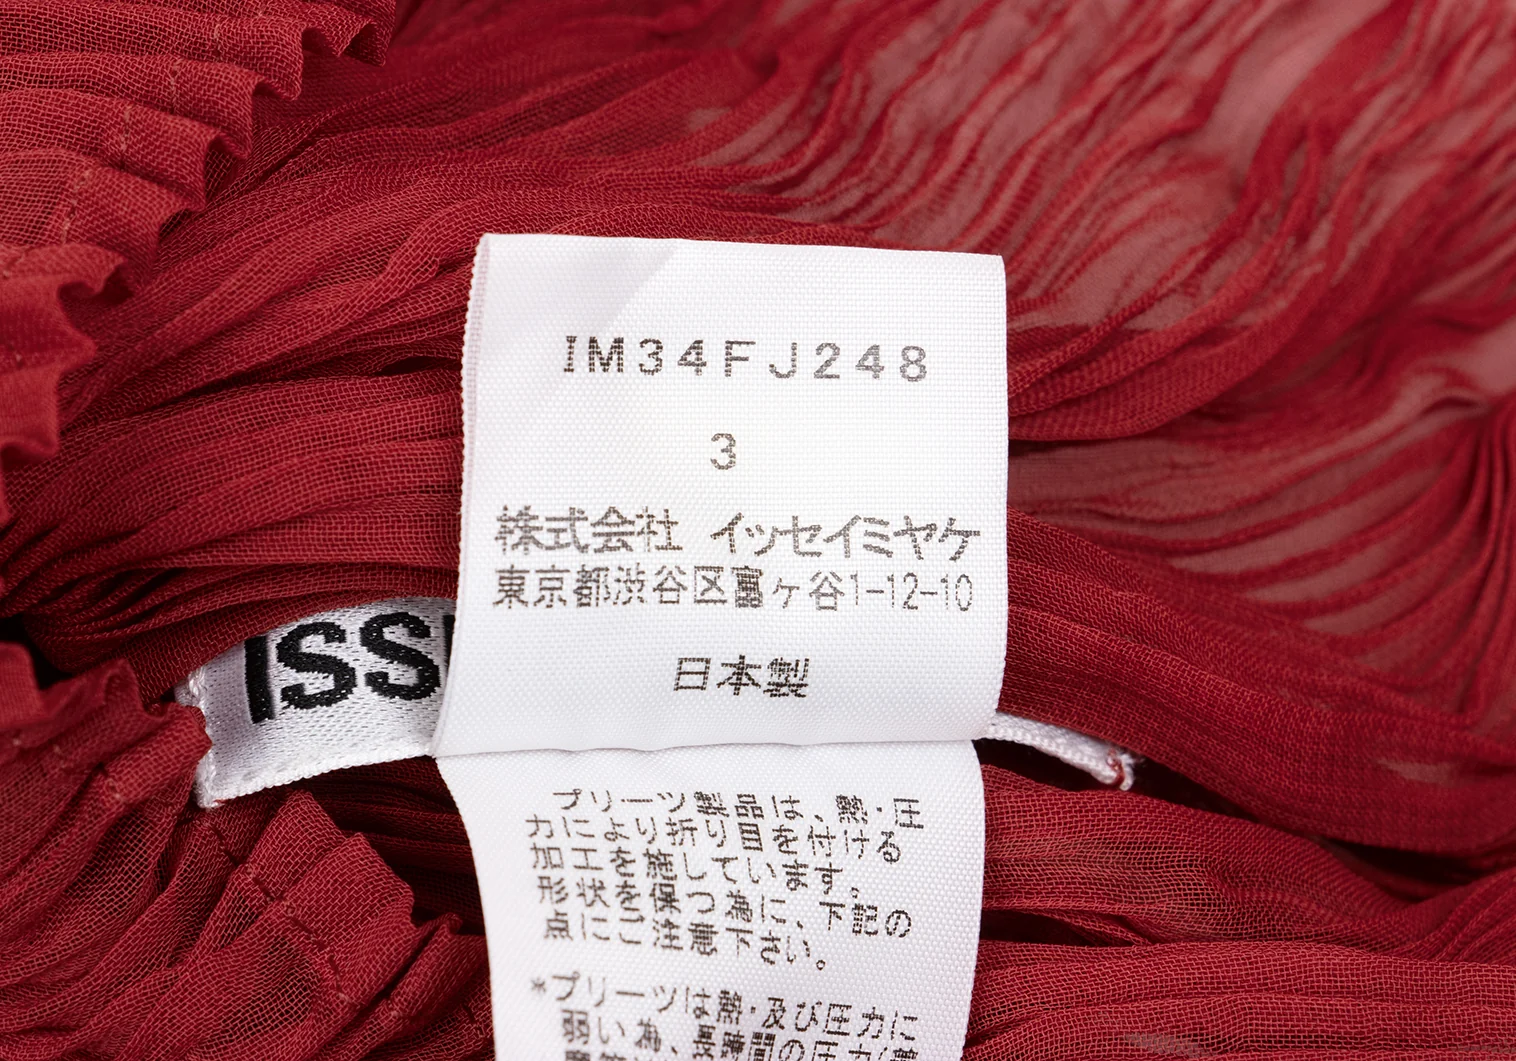 IM34FJ248
3
株式会社 イッセイミヤケ
東京都渋谷区富ヶ谷1-12-10
日本製
ISS
プリーツ製品は、熱・圧
力により折り目を付ける
加工を施しています。
形状を保つ為に、下記の
点にご注意下さい。
*プリーツは熱・及び圧力に
弱い為、長時間の圧力(着